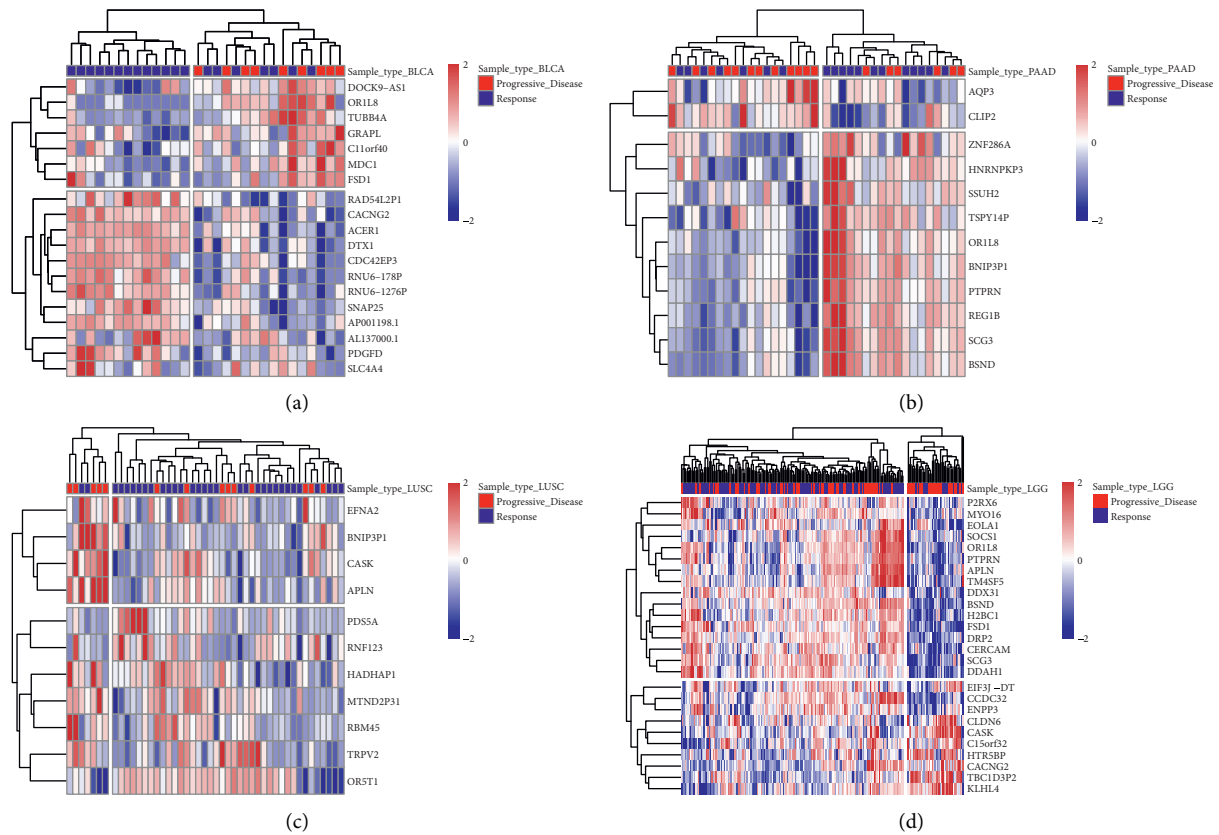 Sample_type_BLCA
DOCK9−AS1
OR1L8
TUBB4A
GRAPL
C11orf40
MDC1
FSD1
RAD54L2P1
CACNG2
ACER1
DTX1
CDC42EP3
RNU6−178P
RNU6−1276P
SNAP25
AP001198.1
AL137000.1
PDGFD
SLC4A4
2
0
−2
Sample_type_BLCA
Progressive_Disease
Response
(a)
Sample_type_PAAD
AQP3
CLIP2
ZNF286A
HNRNPKP3
SSUH2
TSPY14P
OR1L8
BNIP3P1
PTPRN
REG1B
SCG3
BSND
2
0
−2
Sample_type_PAAD
Progressive_Disease
Response
(b)
Sample_type_LUSC
EFNA2
BNIP3P1
CASK
APLN
PDS5A
RNF123
HADHAP1
MTND2P31
RBM45
TRPV2
OR5T1
2
0
−2
Sample_type_LUSC
Progressive_Disease
Response
(c)
Sample_type_LGG
P2RX6
MYO16
EOLA1
SOCS1
OR1L8
PTPRN
APLN
TM4SF5
DDX31
BSND
H2BC1
FSD1
DRP2
CERCAM
SCG3
DDAH1
EIF3J −DT
CCDC32
ENPP3
CLDN6
CASK
C15orf32
HTR5BP
CACNG2
TBC1D3P2
KLHL4
2
0
−2
Sample_type_LGG
Progressive_Disease
Response
(d)